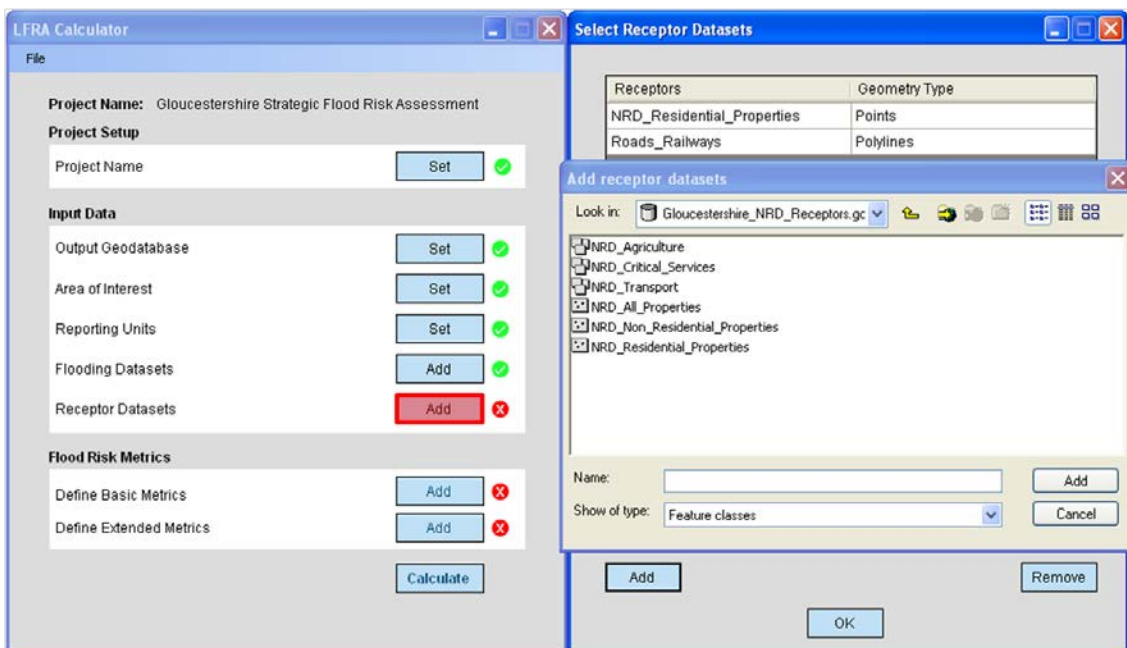 LFRA Calculator
File
Project Name: Gloucestershire Strategic Flood Risk Assessment
Project Setup
Project Name Set
Input Data
Output Geodatabase Set
Area of Interest Set
Reporting Units Set
Flooding Datasets Add
Receptor Datasets Add
Flood Risk Metrics
Define Basic Metrics Add
Define Extended Metrics Add
Calculate
Select Receptor Datasets
Receptors Geometry Type
NRD_Residential_Properties Points
Roads_Railways Polylines
Add receptor datasets
Look in: Gloucestershire_NRD_Receptors.gc
NRD_Agriculture
NRD_Critical_Services
NRD_Transport
NRD_All_Properties
NRD_Non_Residential_Properties
NRD_Residential_Properties
Name: Add
Show of type: Feature classes Cancel
Add Remove
OK